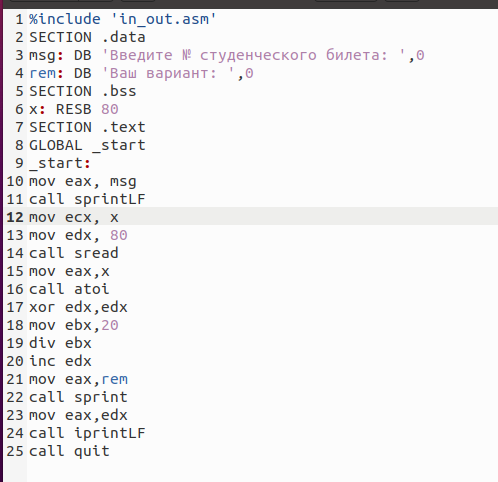 1 %include 'in_out.asm'
2 SECTION .data
3 msg: DB 'Введите № студенческого билета: ',0
4 rem: DB 'Ваш вариант: ',0
5 SECTION .bss
6 x: RESB 80
7 SECTION .text
8 GLOBAL _start
9 _start:
10 mov eax, msg
11 call sprintLF
12 mov ecx, x
13 mov edx, 80
14 call sread
15 mov eax,x
16 call atoi
17 xor edx,edx
18 mov ebx,20
19 div ebx
20 inc edx
21 mov eax,rem
22 call sprint
23 mov eax,edx
24 call iprintLF
25 call quit